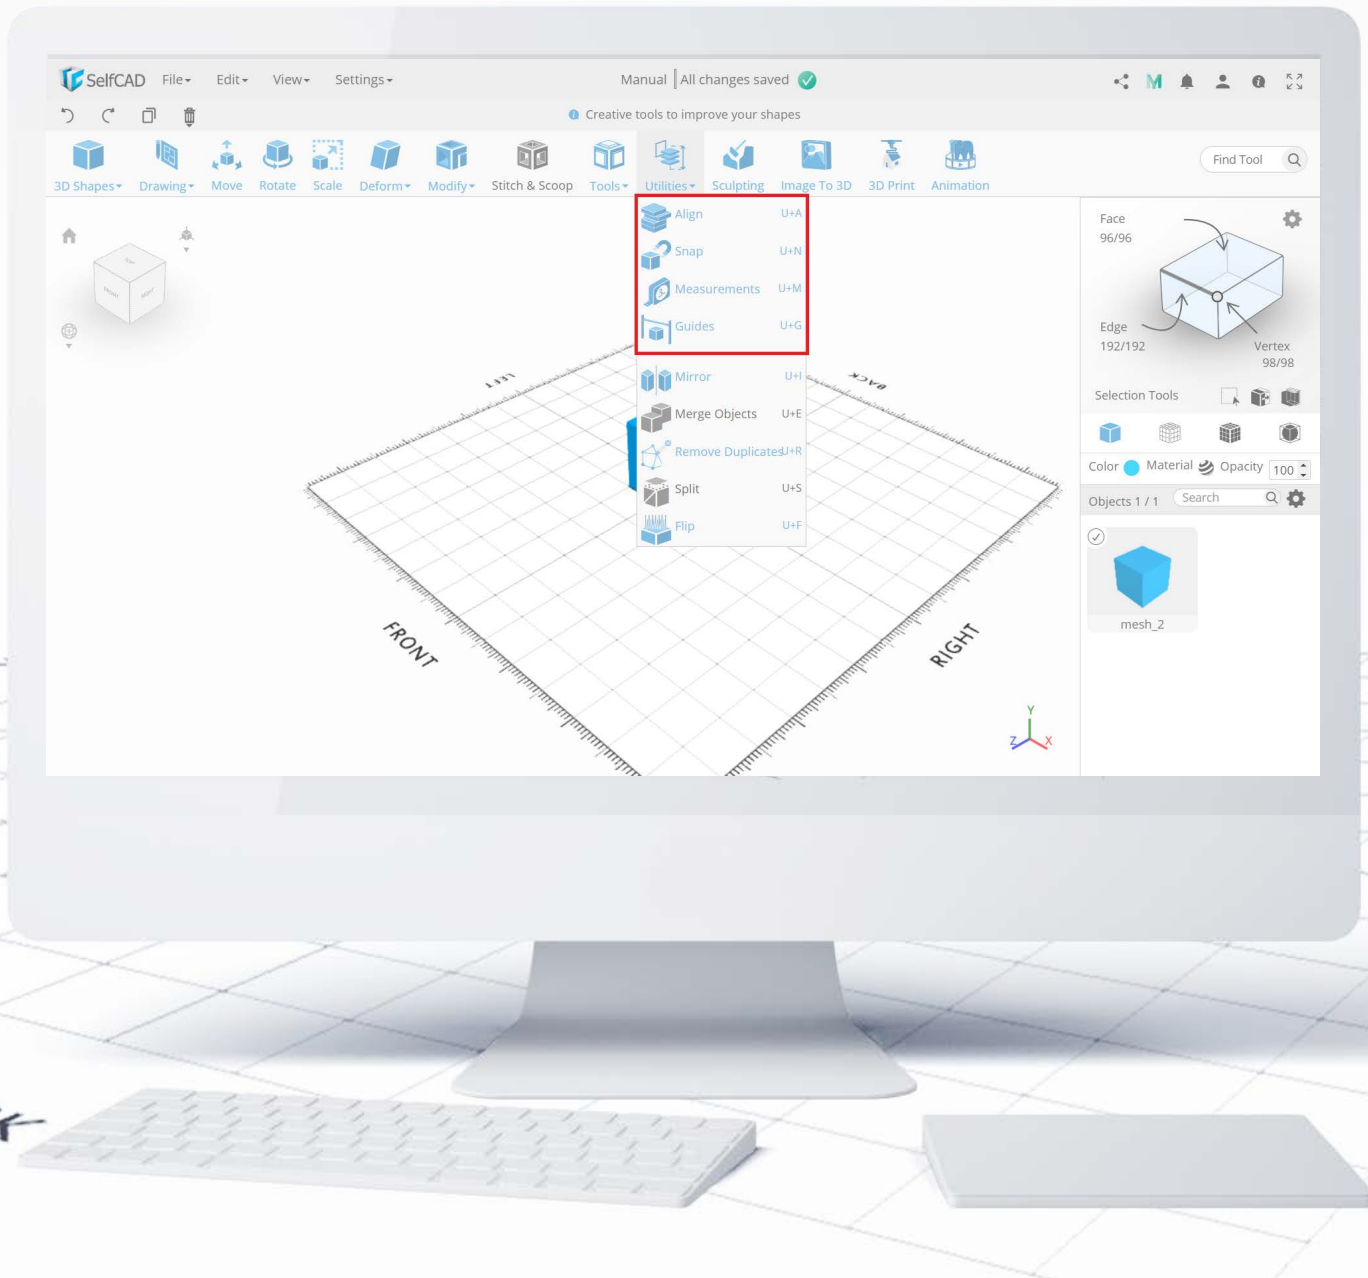 SelfCAD File Edit View Settings Manual All changes saved
Creative tools to improve your shapes
3D Shapes Drawing Move Rotate Scale Deform Modify Stitch & Scoop Tools Utilities Sculpting Image To 3D 3D Print Animation
Find Tool
Align U+A
Snap U+N
Measurements U+M
Guides U+G
Mirror U+I
Merge Objects U+E
Remove Duplicates U+R
Split U+S
Flip U+F
TOP
FRONT
RIGHT
LEFT
BACK
FRONT
RIGHT
Y
Z
X
Face
96/96
Edge
192/192
Vertex
98/98
Selection Tools
Color Material Opacity 100
Objects 1 / 1 Search
mesh_2